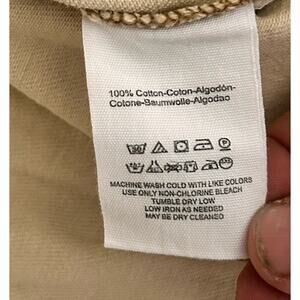 100% Cotton-Coton-Algodón-
Cotone-Baumwolle-Algodao
MACHINE WASH COLD WITH LIKE COLORS
USE ONLY NON-CHLORINE BLEACH
TUMBLE DRY LOW
LOW IRON AS NEEDED
MAY BE DRY CLEANED